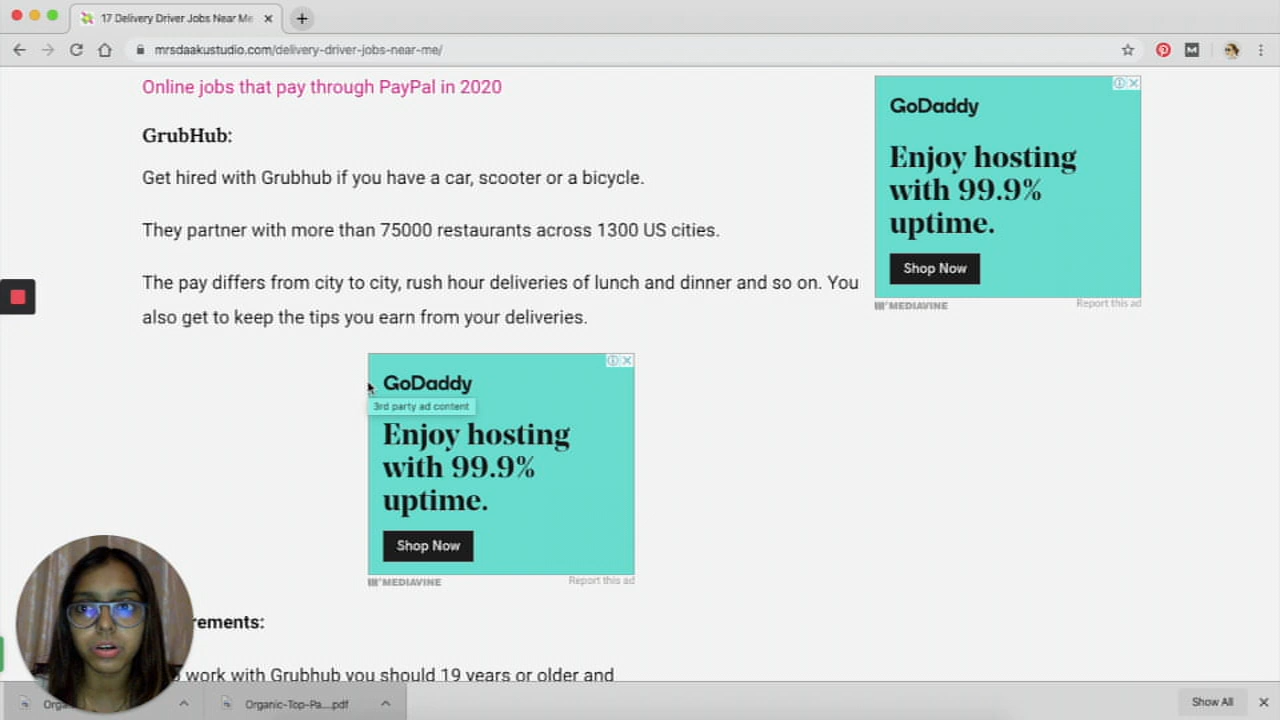 17 Delivery Driver Jobs Near Me
mrsdaakustudio.com/delivery-driver-jobs-near-me/
Online jobs that pay through PayPal in 2020
GrubHub:
Get hired with Grubhub if you have a car, scooter or a bicycle.
They partner with more than 75000 restaurants across 1300 US cities.
The pay differs from city to city, rush hour deliveries of lunch and dinner and so on. You
also get to keep the tips you earn from your deliveries.
GoDaddy
Enjoy hosting
with 99.9%
uptime.
Shop Now
MEDIAVINE
Report this ad
GoDaddy
3rd party ad content
Enjoy hosting
with 99.9%
uptime.
Shop Now
MEDIAVINE
Report this ad
rements:
work with Grubhub you should 19 years or older and
Orga
Organic-Top-Pa....pdf
Show All